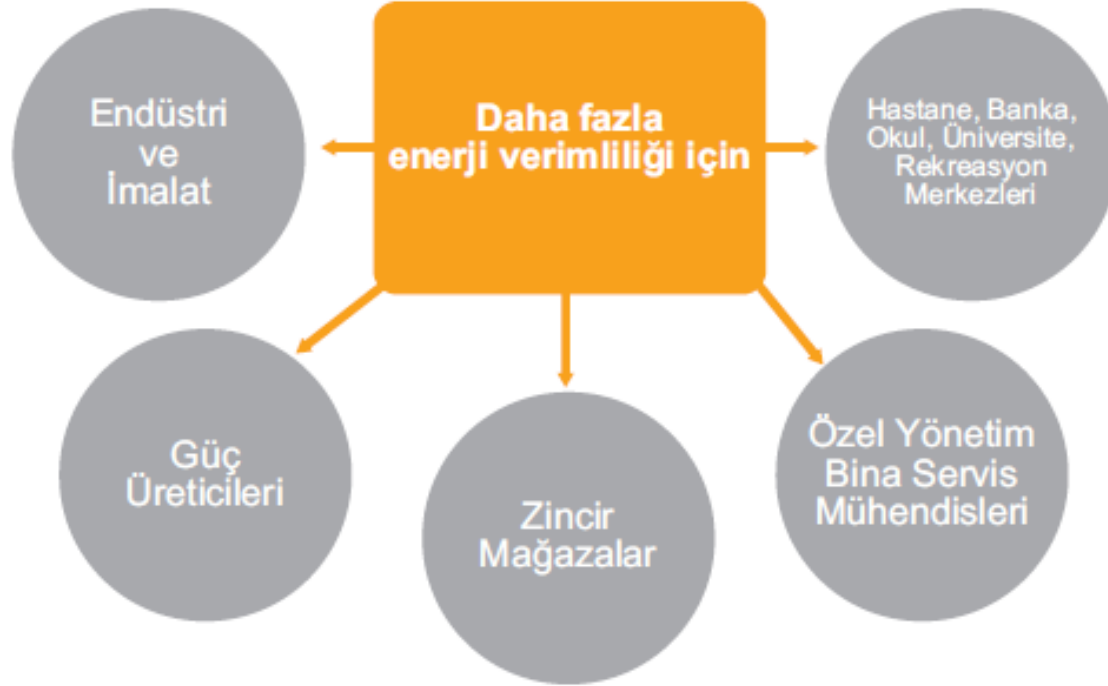 Endüstri
ve
İmalat
Daha fazla
enerji verimliliği için
Hastane, Banka,
Okul, Üniversite,
Rekreasyon
Merkezleri
Güç
Üreticileri
Zincir
Mağazalar
Özel Yönetim
Bina Servis
Mühendisleri